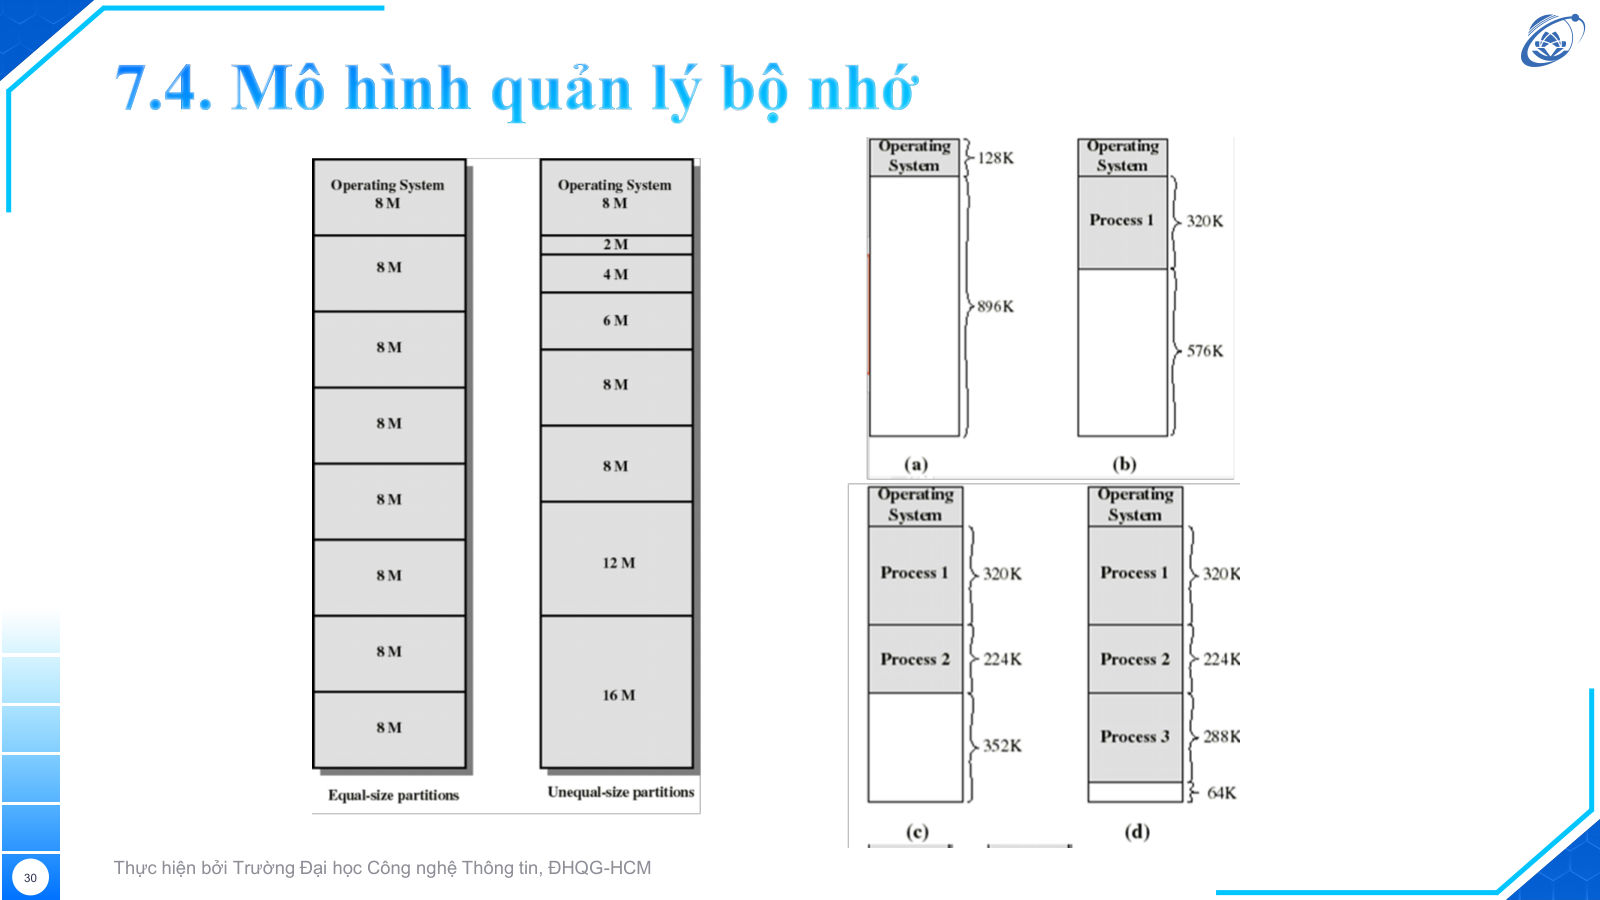 7.4. Mô hình quản lý bộ nhớ
Operating System
8 M
8 M
8 M
8 M
8 M
8 M
8 M
8 M
Equal-size partitions
Operating System
8 M
2 M
4 M
6 M
8 M
8 M
12 M
16 M
Unequal-size partitions
Operating
System
128K
896K
(a)
Operating
System
Process 1
320K
576K
(b)
Operating
System
Process 1
320K
Process 2
224K
352K
(c)
Operating
System
Process 1
320K
Process 2
224K
Process 3
288K
64K
(d)
30
Thực hiện bởi Trường Đại học Công nghệ Thông tin, ĐHQG-HCM